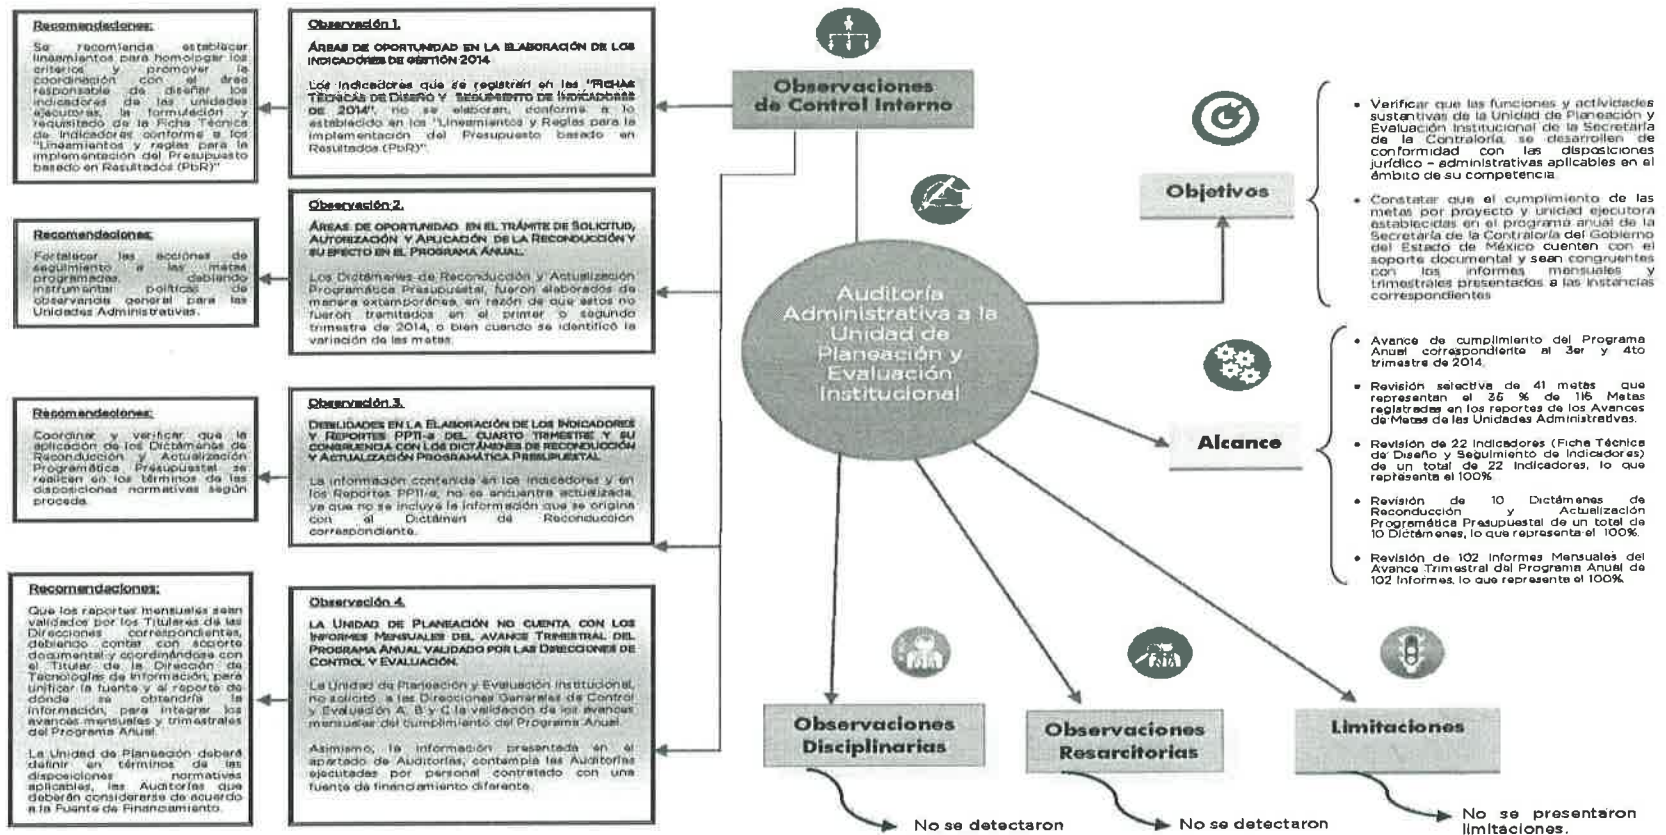 Recomendaciones:
Se recomienda establecer
lineamientos para homologar los
criterios y promover la
coordinación con el área
responsable de diseñar los
indicadores de las unidades
ejecutoras, la formulación y
requisitado de la Ficha Técnica
de Indicadores conforme a los
"Lineamientos y reglas para la
implementación del Presupuesto
basado en Resultados (PbR)"
Observación 1.
ÁREAS DE OPORTUNIDAD EN LA ELABORACIÓN DE LOS
INDICADORES DE GESTIÓN 2014
Los Indicadores que se registran en las "FICHAS
TÉCNICAS DE DISEÑO Y SEGUIMIENTO DE INDICADORES
DE 2014", no se elaboran, conforme a lo
establecido en los "Lineamientos y Reglas para la
implementación del Presupuesto basado en
Resultados (PbR)".
Recomendaciones:
Fortalecer las acciones de
seguimiento a las metas
programadas, debiendo
instrumentar políticas de
observancia general para las
Unidades Administrativas.
Observación 2.
ÁREAS DE OPORTUNIDAD EN EL TRÁMITE DE SOLICITUD,
AUTORIZACIÓN Y APLICACIÓN DE LA RECONDUCCIÓN Y
SU EFECTO EN EL PROGRAMA ANUAL.
Los Dictámenes de Reconducción y Actualización
Programática Presupuestal, fueron elaborados de
manera extemporánea, en razón de que estos no
fueron tramitados en el primer o segundo
trimestre de 2014, o bien cuando se identificó la
variación de las metas.
Recomendaciones:
Coordinar y verificar que la
aplicación de los Dictámenes de
Reconducción y Actualización
Programática Presupuestal se
realicen en los términos de las
disposiciones normativas según
proceda.
Observación 3.
DEBILIDADES EN LA ELABORACIÓN DE LOS INDICADORES
Y REPORTES PP11-a DEL CUARTO TRIMESTRE Y SU
CONGRUENCIA CON LOS DICTÁMENES DE RECONDUCCIÓN
Y ACTUALIZACIÓN PROGRAMÁTICA PRESUPUESTAL
La información contenida en los Indicadores y en
los Reportes PP11-a, no se encuentra actualizada,
ya que no se incluye la información que se origina
con el Dictámen de Reconducción
correspondiente.
Recomendaciones:
Que los reportes mensuales sean
validados por los Titulares de las
Direcciones correspondientes,
debiendo contar con soporte
documental y coordinándose con
el Titular de la Dirección de
Tecnologías de Información, para
unificar la fuente y el reporte de
dónde se obtendría la
información, para integrar los
avances mensuales y trimestrales
del Programa Anual.
La Unidad de Planeación deberá
definir en términos de las
disposiciones normativas
aplicables, las Auditorías que
deberán considerarse de acuerdo
a la Fuente de Financiamiento.
Observación 4.
LA UNIDAD DE PLANEACIÓN NO CUENTA CON LOS
INFORMES MENSUALES DEL AVANCE TRIMESTRAL DEL
PROGRAMA ANUAL VALIDADO POR LAS DIRECCIONES DE
CONTROL Y EVALUACIÓN.
La Unidad de Planeación y Evaluación Institucional,
no solicitó a las Direcciones Generales de Control
y Evaluación A, B y C la validación de los avances
mensuales del cumplimiento del Programa Anual.
Asimismo, la información presentada en el
apartado de Auditorías, contempla las Auditorías
ejecutadas por personal contratado con una
fuente de financiamiento diferente.
Observaciones
de Control Interno
Auditoría
Administrativa a la
Unidad de
Planeación y
Evaluación
Institucional
Objetivos
• Verificar que las funciones y actividades
sustantivas de la Unidad de Planeación y
Evaluación Institucional de la Secretaría
de la Contraloría, se desarrollen de
conformidad con las disposiciones
jurídico – administrativas aplicables en el
ámbito de su competencia.
• Constatar que el cumplimiento de las
metas por proyecto y unidad ejecutora
establecidas en el programa anual de la
Secretaría de la Contraloría del Gobierno
del Estado de México cuenten con el
soporte documental y sean congruentes
con los informes mensuales y
trimestrales presentados a las instancias
correspondientes
Alcance
• Avance de cumplimiento del Programa
Anual correspondiente al 3er y 4to
trimestre de 2014.
• Revisión selectiva de 41 metas que
representan el 35 % de 116 Metas
registradas en los reportes de los Avances
de Metas de las Unidades Administrativas.
• Revisión de 22 Indicadores (Ficha Técnica
de Diseño y Seguimiento de Indicadores)
de un total de 22 Indicadores, lo que
representa el 100%.
• Revisión de 10 Dictámenes de
Reconducción y Actualización
Programática Presupuestal de un total de
10 Dictámenes, lo que representa el 100%.
• Revisión de 102 Informes Mensuales del
Avance Trimestral del Programa Anual de
102 Informes, lo que represente el 100%.
Observaciones
Disciplinarias
No se detectaron
Observaciones
Resarcitorias
No se detectaron
Limitaciones
No se presentaron
limitaciones.